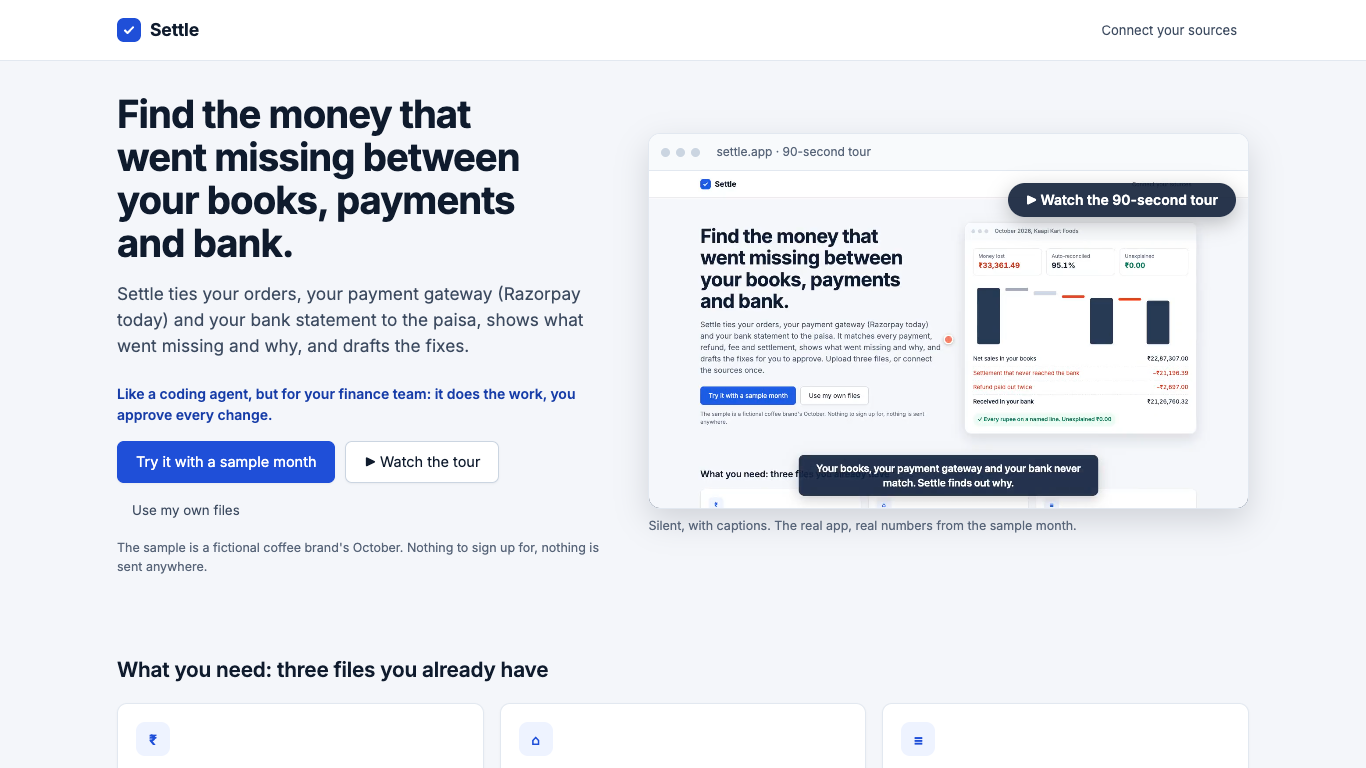 Settle
Connect your sources
Find the money that
went missing between
your books, payments
and bank.
Settle ties your orders, your payment gateway (Razorpay
today) and your bank statement to the paisa, shows what
went missing and why, and drafts the fixes.
Like a coding agent, but for your finance team: it does the work, you
approve every change.
Try it with a sample month
▶ Watch the tour
Use my own files
The sample is a fictional coffee brand's October. Nothing to sign up for, nothing is
sent anywhere.
settle.app · 90-second tour
Settle
▶ Watch the 90-second tour
Find the money that
went missing between
your books, payments
and bank.
Settle ties your orders, your payment gateway (Razorpay today)
and your bank statement to the paisa. It matches every payment,
refund, fee and settlement, shows what went missing and why, and
drafts the fixes for you to approve. Upload three files, or connect
the sources once.
Try it with a sample month
Use my own files
The sample is a fictional coffee brand's October. Nothing to sign up for, nothing is sent
anywhere.
October 2026, Kaapi Kart Foods
Money lost
₹33,361.49
Auto-reconciled
95.1%
Unexplained
₹0.00
Net sales in your books ₹22,87,307.00
Settlement that never reached the bank −₹21,196.39
Refund paid out twice −₹2,697.00
Received in your bank ₹21,26,760.32
✓ Every rupee on a named line. Unexplained ₹0.00
What you need: three
Your books, your payment gateway and your bank never
match. Settle finds out why.
₹
Silent, with captions. The real app, real numbers from the sample month.
What you need: three files you already have
₹